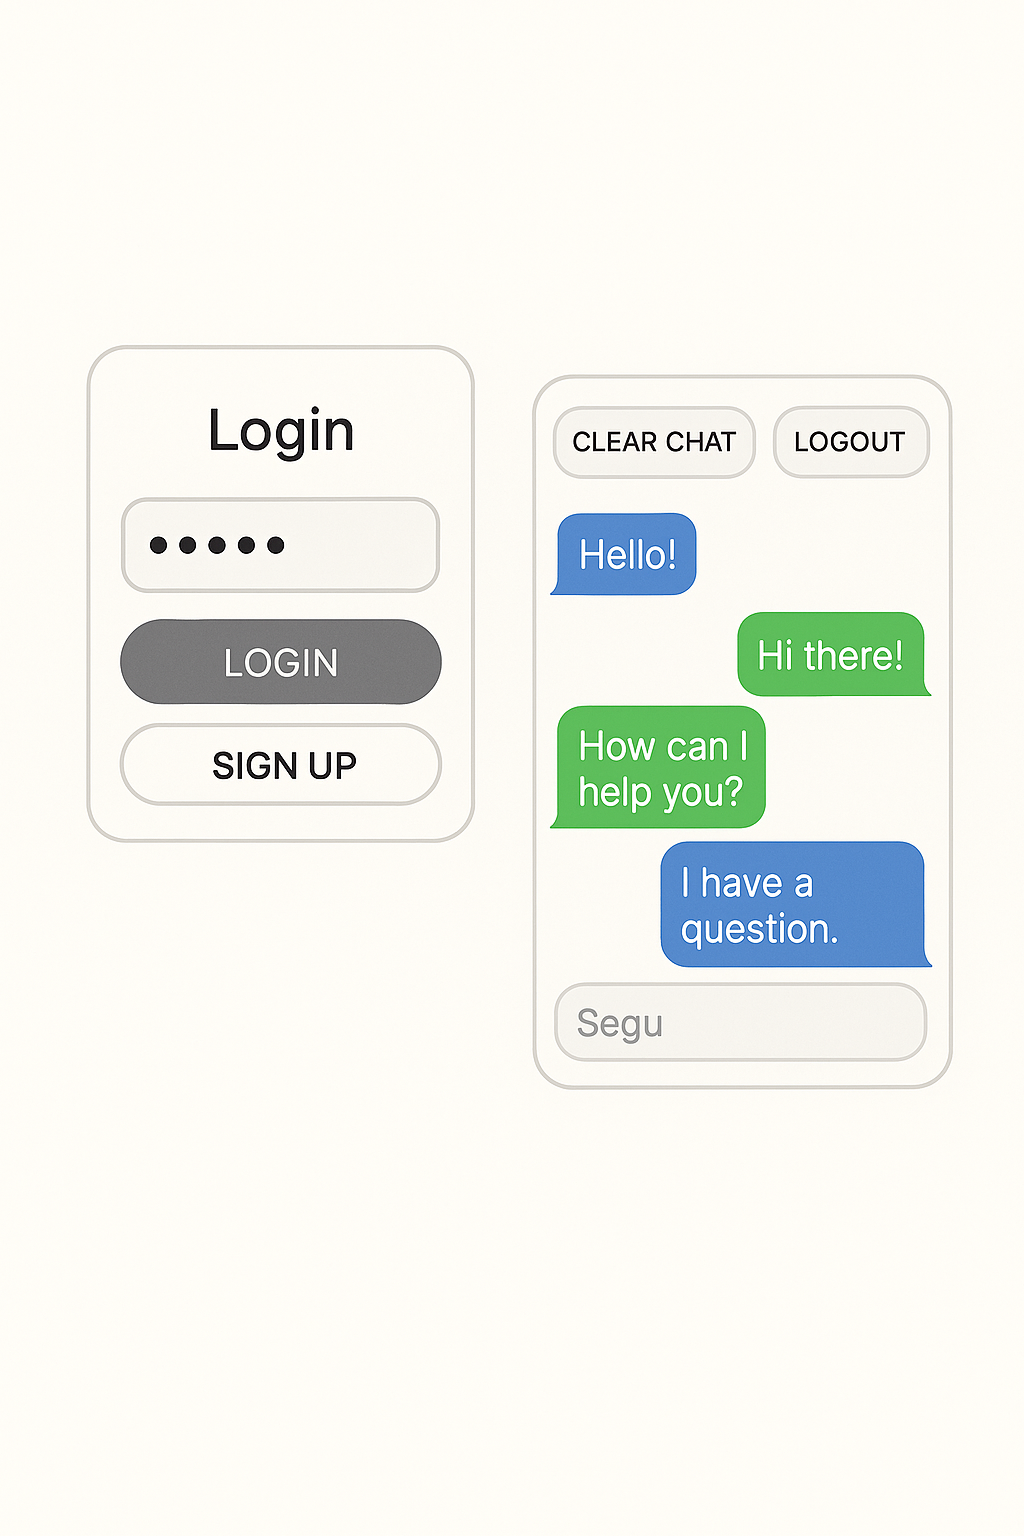 Login
•••••
LOGIN
SIGN UP
CLEAR CHAT
LOGOUT
Hello!
Hi there!
How can I
help you?
I have a
question.
Segu